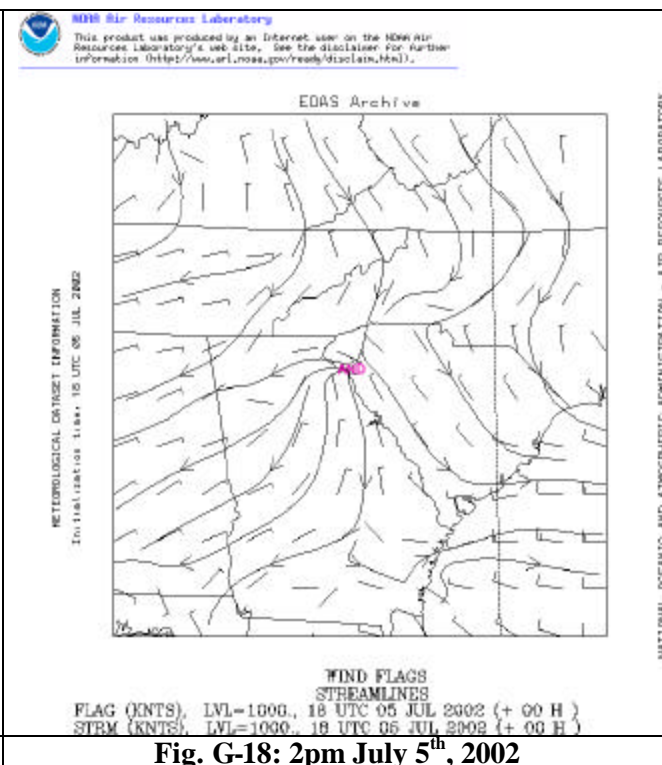 NOAA Air Resources Laboratory
This product was produced by an Internet user on the NOAA Air
Resources Laboratory's web site. See the disclaimer for further
information (http://www.arl.noaa.gov/ready/disclaim.html).
EDAS Archive
METEOROLOGICAL DATASET INFORMATION
Initialization time: 18 UTC 05 JUL 2002
NATIONAL OCEANIC AND ATMOSPHERIC ADMINISTRATION - AIR RESOURCES LABORATORY
WIND FLAGS
STREAMLINES
FLAG (KNTS), LVL=1000., 18 UTC 05 JUL 2002 (+ 00 H )
STRM (KNTS), LVL=1000., 18 UTC 05 JUL 2002 (+ 00 H )
Fig. G-18: 2pm July 5th, 2002